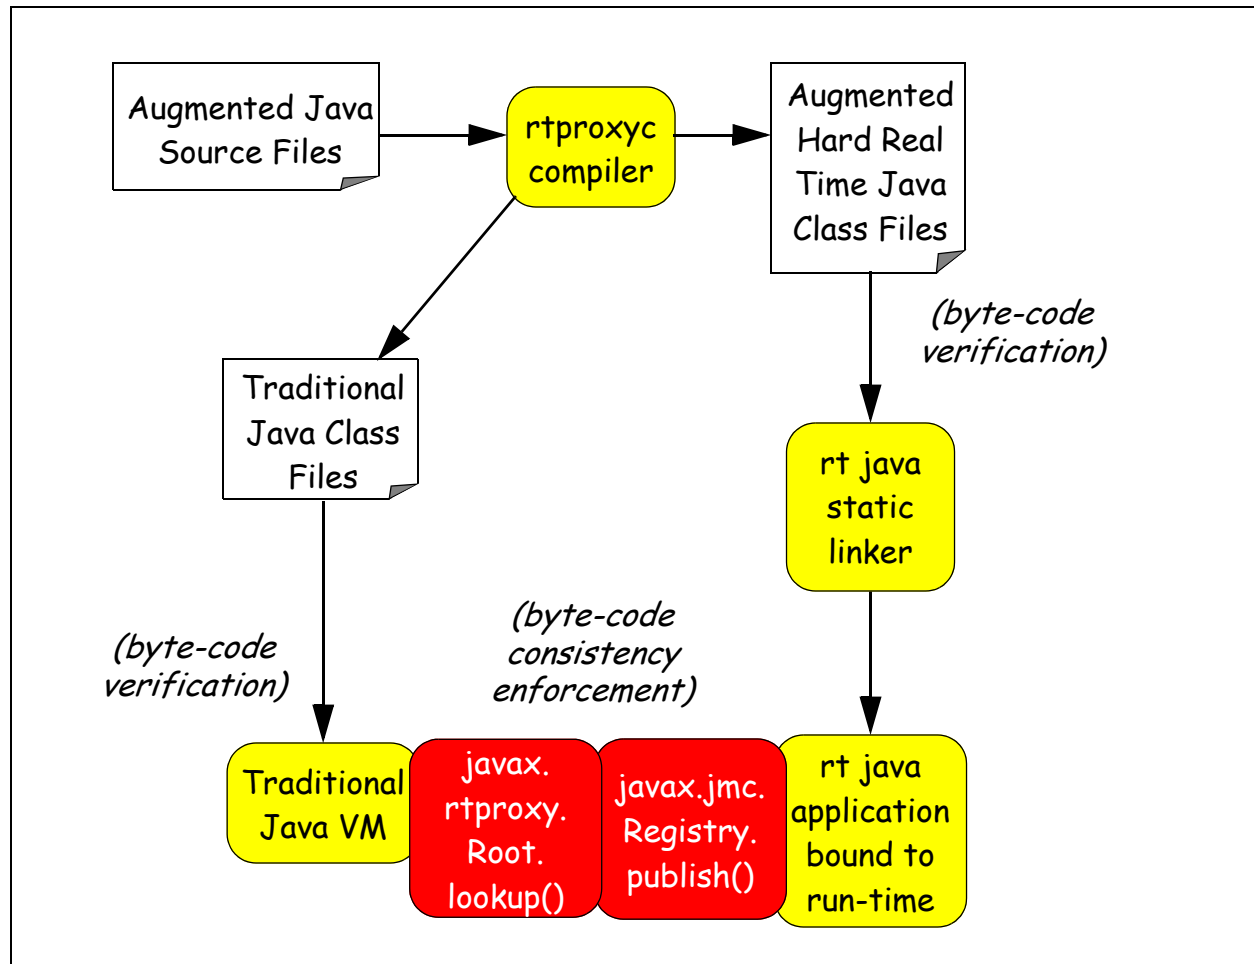 Augmented Java
Source Files
rtproxyc
compiler
Augmented
Hard Real
Time Java
Class Files
(byte-code
verification)
Traditional
Java Class
Files
rt java
static
linker
(byte-code
verification)
(byte-code
consistency
enforcement)
Traditional
Java VM
javax.
rtproxy.
Root.
lookup()
javax.jmc.
Registry.
publish()
rt java
application
bound to
run-time